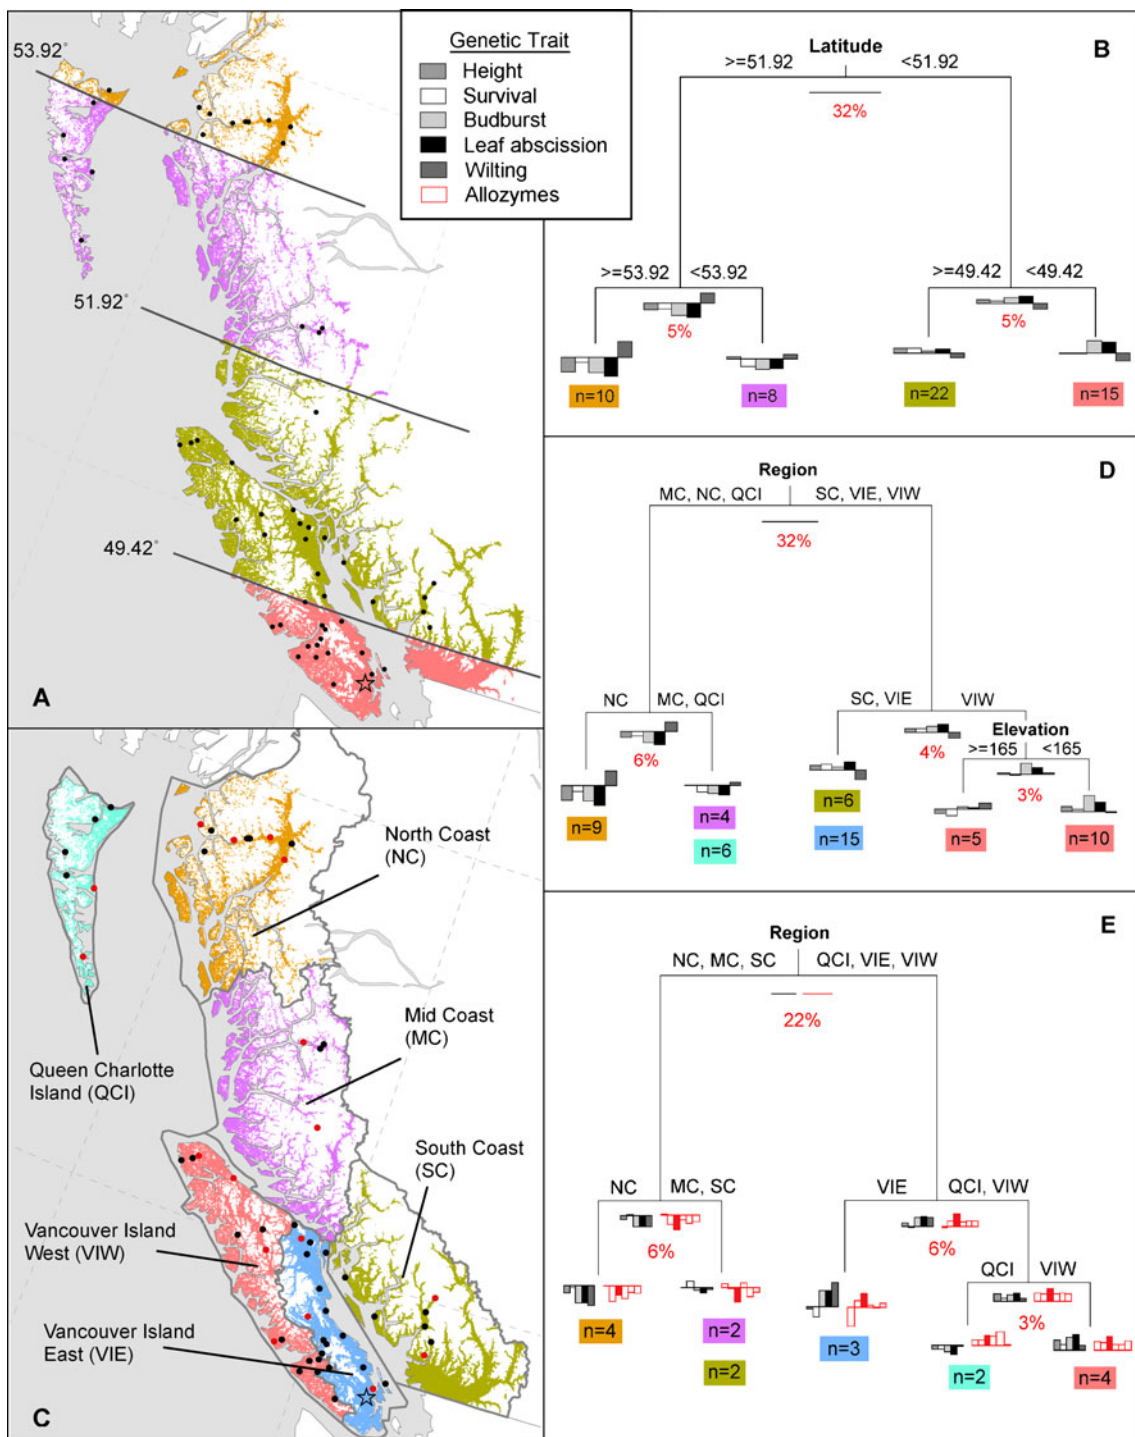 53.92°
51.92°
49.42°
A
Genetic Trait
Height
Survival
Budburst
Leaf abscission
Wilting
Allozymes
B
Latitude
>=51.92 <51.92
32%
>=53.92 <53.92
5%
>=49.42 <49.42
5%
n=10
n=8
n=22
n=15
North Coast
(NC)
Mid Coast
(MC)
Queen Charlotte
Island (QCI)
South Coast
(SC)
Vancouver Island
West (VIW)
Vancouver Island
East (VIE)
C
D
Region
MC, NC, QCI SC, VIE, VIW
32%
NC MC, QCI
6%
SC, VIE VIW
4%
Elevation
>=165 <165
3%
n=9
n=4
n=6
n=6
n=15
n=5
n=10
E
Region
NC, MC, SC QCI, VIE, VIW
22%
NC MC, SC
6%
VIE QCI, VIW
6%
QCI VIW
3%
n=4
n=2
n=2
n=3
n=2
n=4